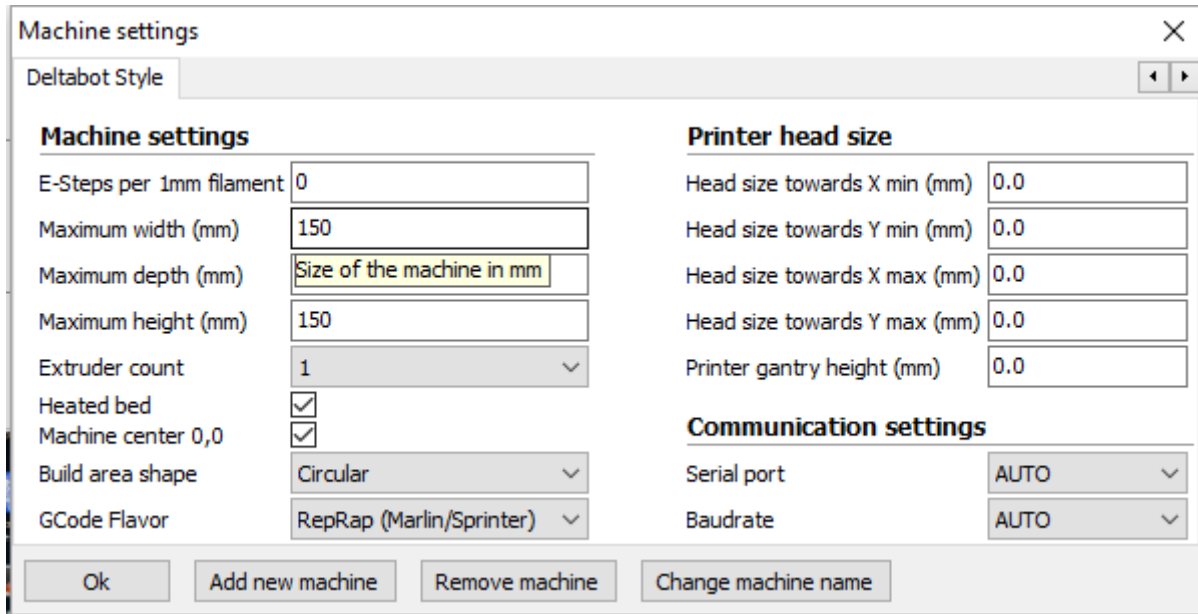 Machine settings
Deltabot Style
Machine settings
E-Steps per 1mm filament 0
Maximum width (mm) 150
Maximum depth (mm)
Size of the machine in mm
Maximum height (mm) 150
Extruder count 1
Heated bed
Machine center 0,0
Build area shape Circular
GCode Flavor RepRap (Marlin/Sprinter)
Printer head size
Head size towards X min (mm) 0.0
Head size towards Y min (mm) 0.0
Head size towards X max (mm) 0.0
Head size towards Y max (mm) 0.0
Printer gantry height (mm) 0.0
Communication settings
Serial port AUTO
Baudrate AUTO
Ok Add new machine Remove machine Change machine name